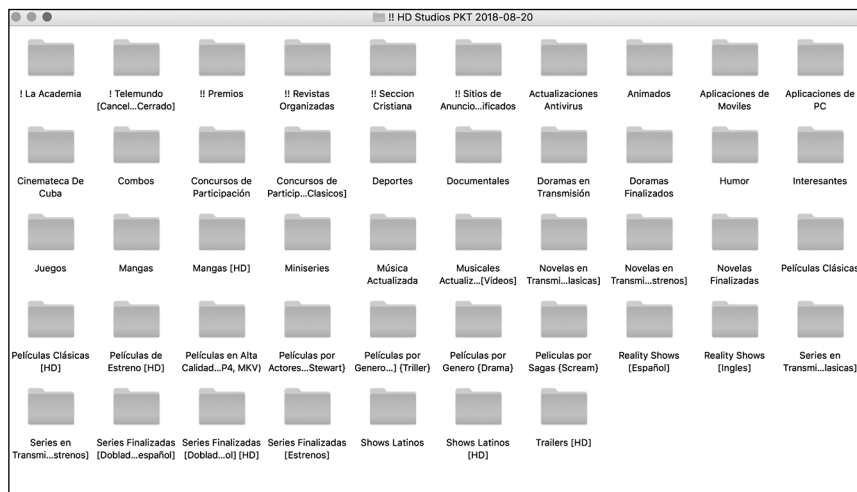 !! HD Studios PKT 2018-08-20
! La Academia
! Telemundo
[Cancel...Cerrado]
!! Premios
!! Revistas
Organizadas
!! Seccion
Cristiana
!! Sitios de
Anuncio...ificados
Actualizaciones
Antivirus
Animados
Aplicaciones de
Moviles
Aplicaciones de
PC
Cinemateca De
Cuba
Combos
Concursos de
Participación
Concursos de
Particip...Clasicos]
Deportes
Documentales
Doramas en
Transmisión
Doramas
Finalizados
Humor
Interesantes
Juegos
Mangas
Mangas [HD]
Miniseries
Música
Actualizada
Musicales
Actualiz...[Videos]
Novelas en
Transmi...lasicas]
Novelas en
Transmi...strenos]
Novelas
Finalizadas
Películas Clásicas
Películas Clásicas
[HD]
Películas de
Estreno [HD]
Películas en Alta
Calidad...P4, MKV)
Películas por
Actores...Stewart}
Películas por
Genero...] {Triller}
Películas por
Genero {Drama}
Peliculas por
Sagas {Scream}
Reality Shows
[Español]
Reality Shows
[Ingles]
Series en
Transmi...lasicas]
Series en
Transmi...strenos]
Series Finalizadas
[Doblad...español]
Series Finalizadas
[Doblad...ol] [HD]
Series Finalizadas
[Estrenos]
Shows Latinos
Shows Latinos
[HD]
Trailers [HD]